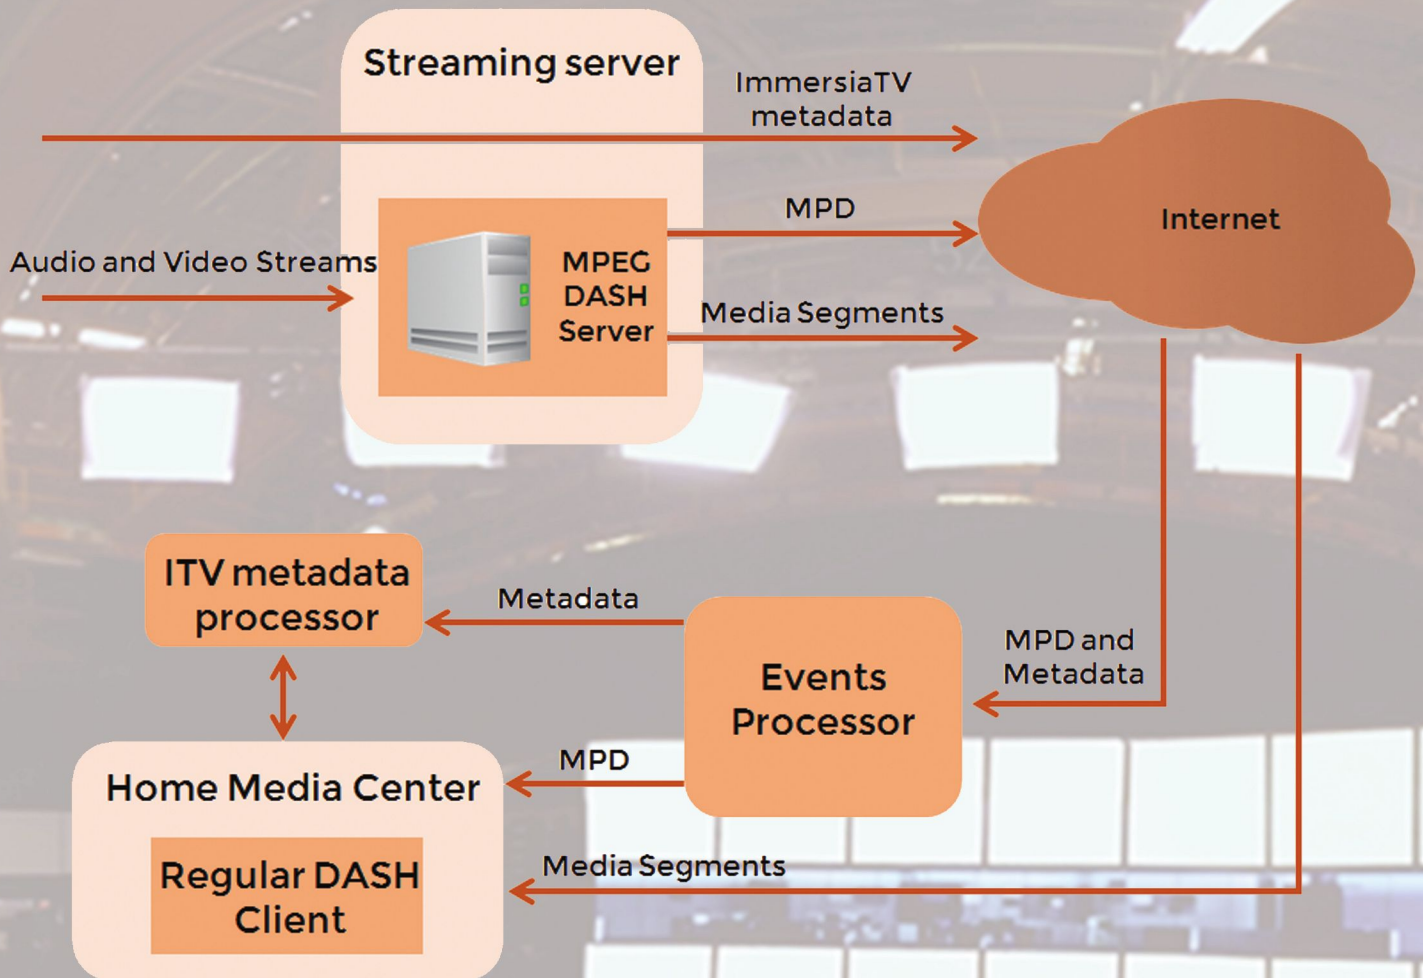 Streaming server
ImmersiaTV
metadata
MPD
Internet
Audio and Video Streams
MPEG
DASH
Server
Media Segments
ITV metadata
processor
Metadata
MPD and
Metadata
Events
Processor
MPD
Home Media Center
Media Segments
Regular DASH
Client